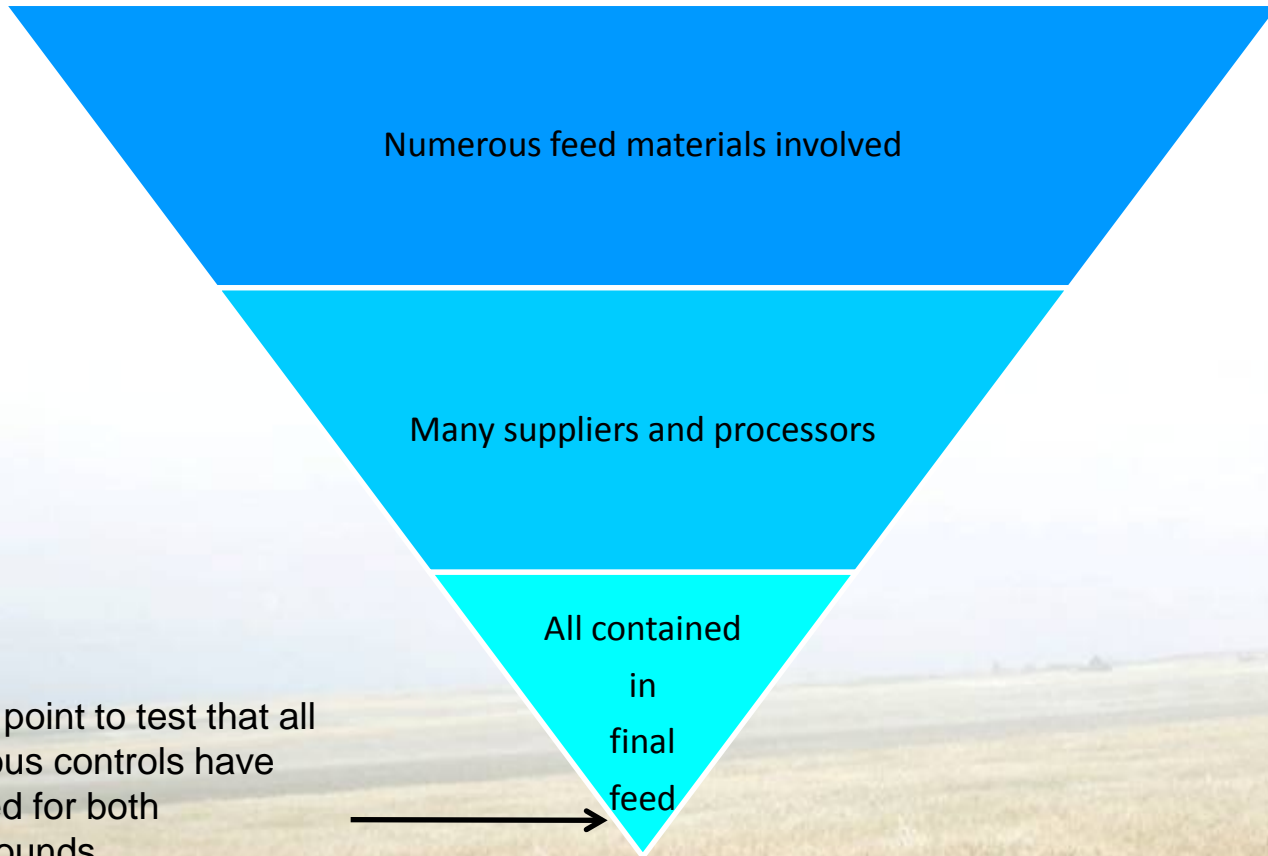 Numerous feed materials involved
Many suppliers and processors
All contained
in
final
feed
point to test that all
ous controls have
d for both
ounds